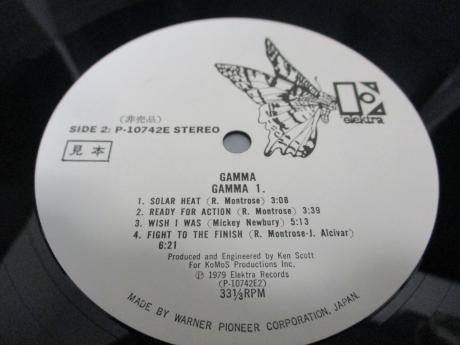 (非売品)
SIDE 2: P-10742E STEREO
見本
elektra
GAMMA
GAMMA 1.
1. SOLAR HEAT (R. Montrose) 3:08
2. READY FOR ACTION (R. Montrose) 3:39
3. WISH I WAS (Mickey Newbury) 5:13
4. FIGHT TO THE FINISH (R. Montrose-J. Alcivar)
6:21
Produced and Engineered by Ken Scott
For KoMoS Productions Inc.
Ⓟ 1979 Elektra Records
(P-10742E2)
33⅓RPM
MADE BY WARNER PIONEER CORPORATION, JAPAN.